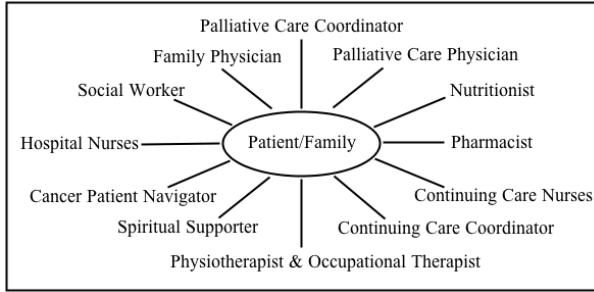 Palliative Care Coordinator
Family Physician
Palliative Care Physician
Social Worker
Nutritionist
Hospital Nurses
Patient/Family
Pharmacist
Cancer Patient Navigator
Continuing Care Nurses
Spiritual Supporter
Continuing Care Coordinator
Physiotherapist & Occupational Therapist